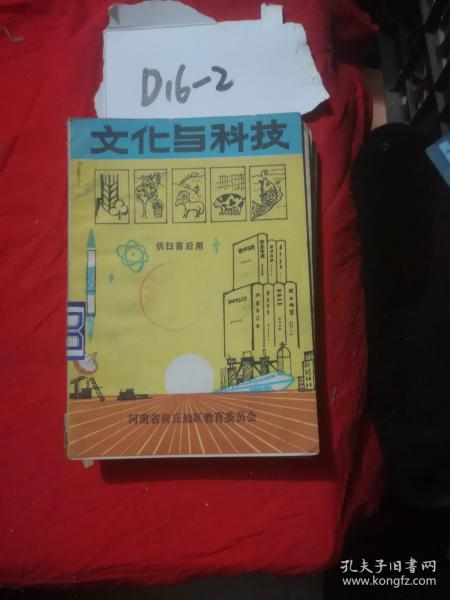 D16-2
文化与科技
供扫盲后用
河南省商丘地区教育委员会
孔夫子旧书网
www.kongfz.com